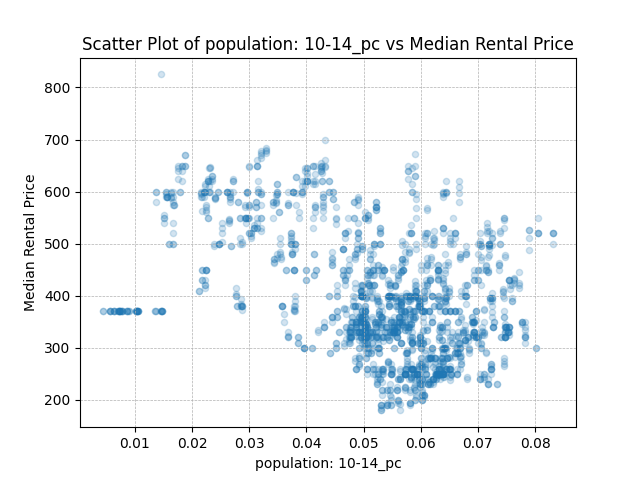 Scatter Plot of population: 10-14_pc vs Median Rental Price
800
700
600
500
400
300
200
Median Rental Price
0.01 0.02 0.03 0.04 0.05 0.06 0.07 0.08
population: 10-14_pc